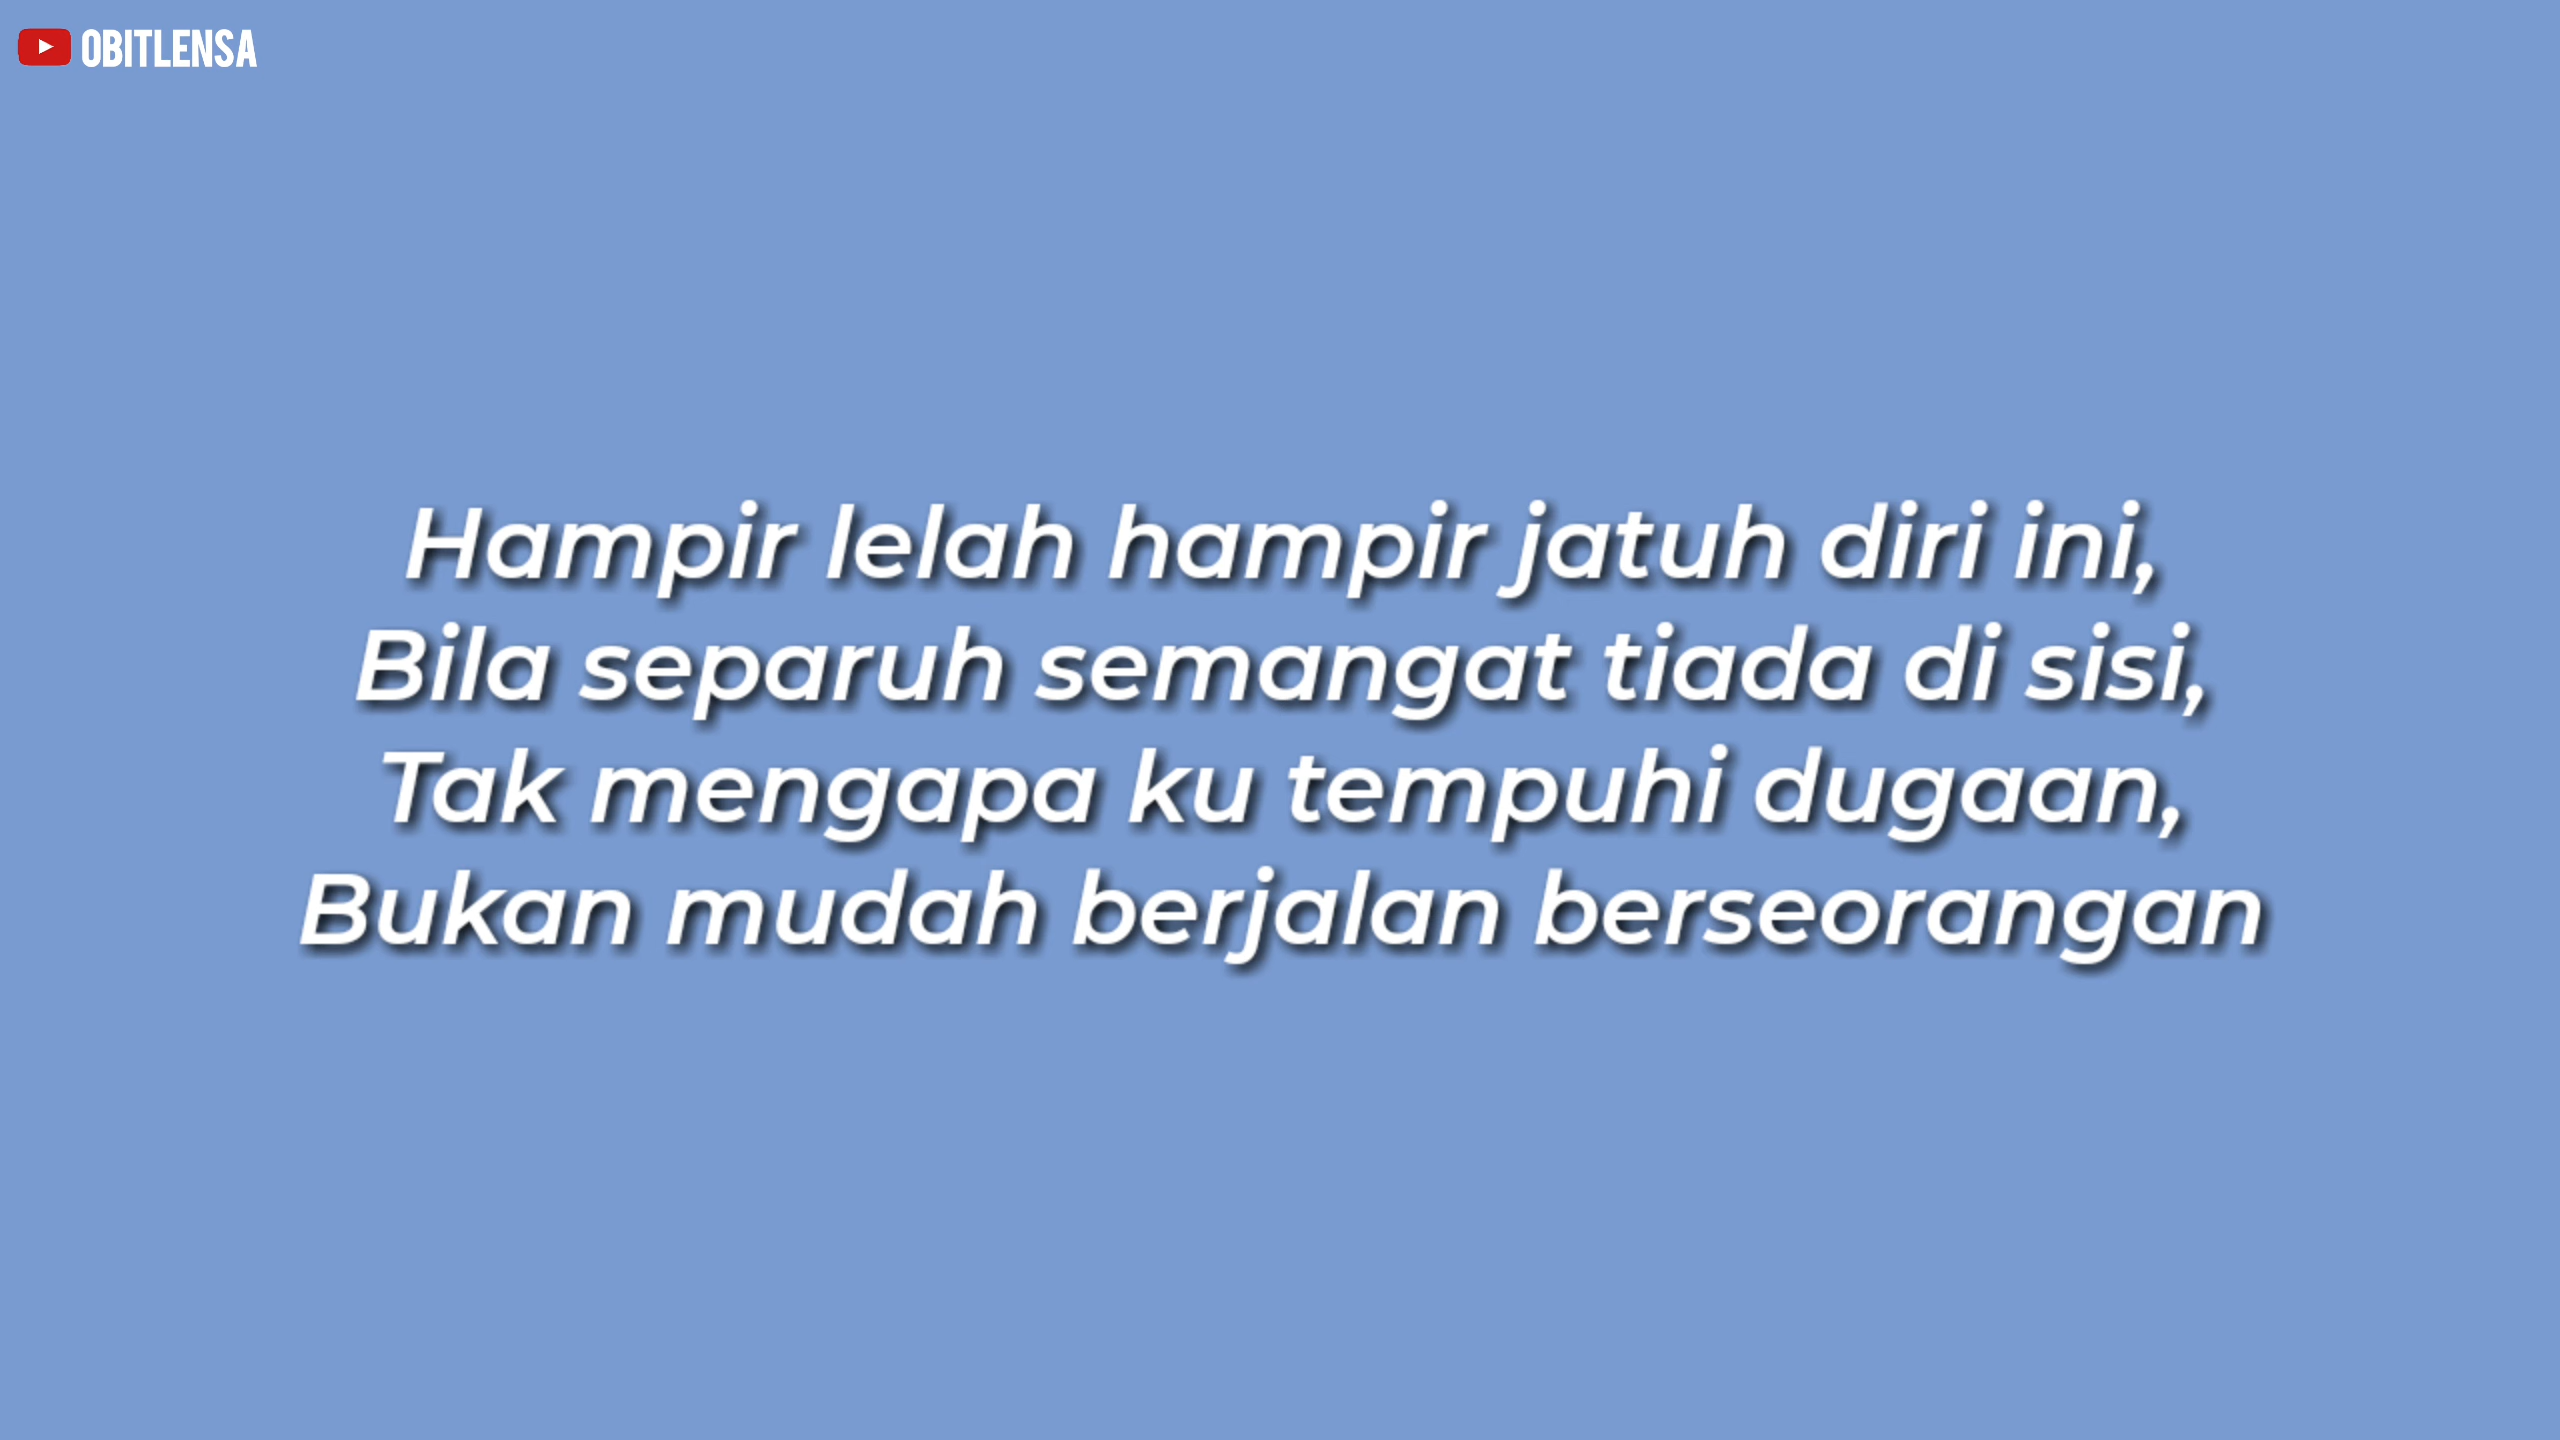 OBITLENSA
Hampir lelah hampir jatuh diri ini,
Bila separuh semangat tiada di sisi,
Tak mengapa ku tempuhi dugaan,
Bukan mudah berjalan berseorangan